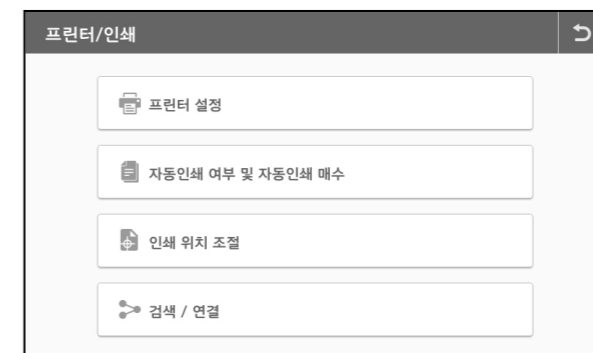 프린터/인쇄
프린터 설정
자동인쇄 여부 및 자동인쇄 매수
인쇄 위치 조절
검색 / 연결